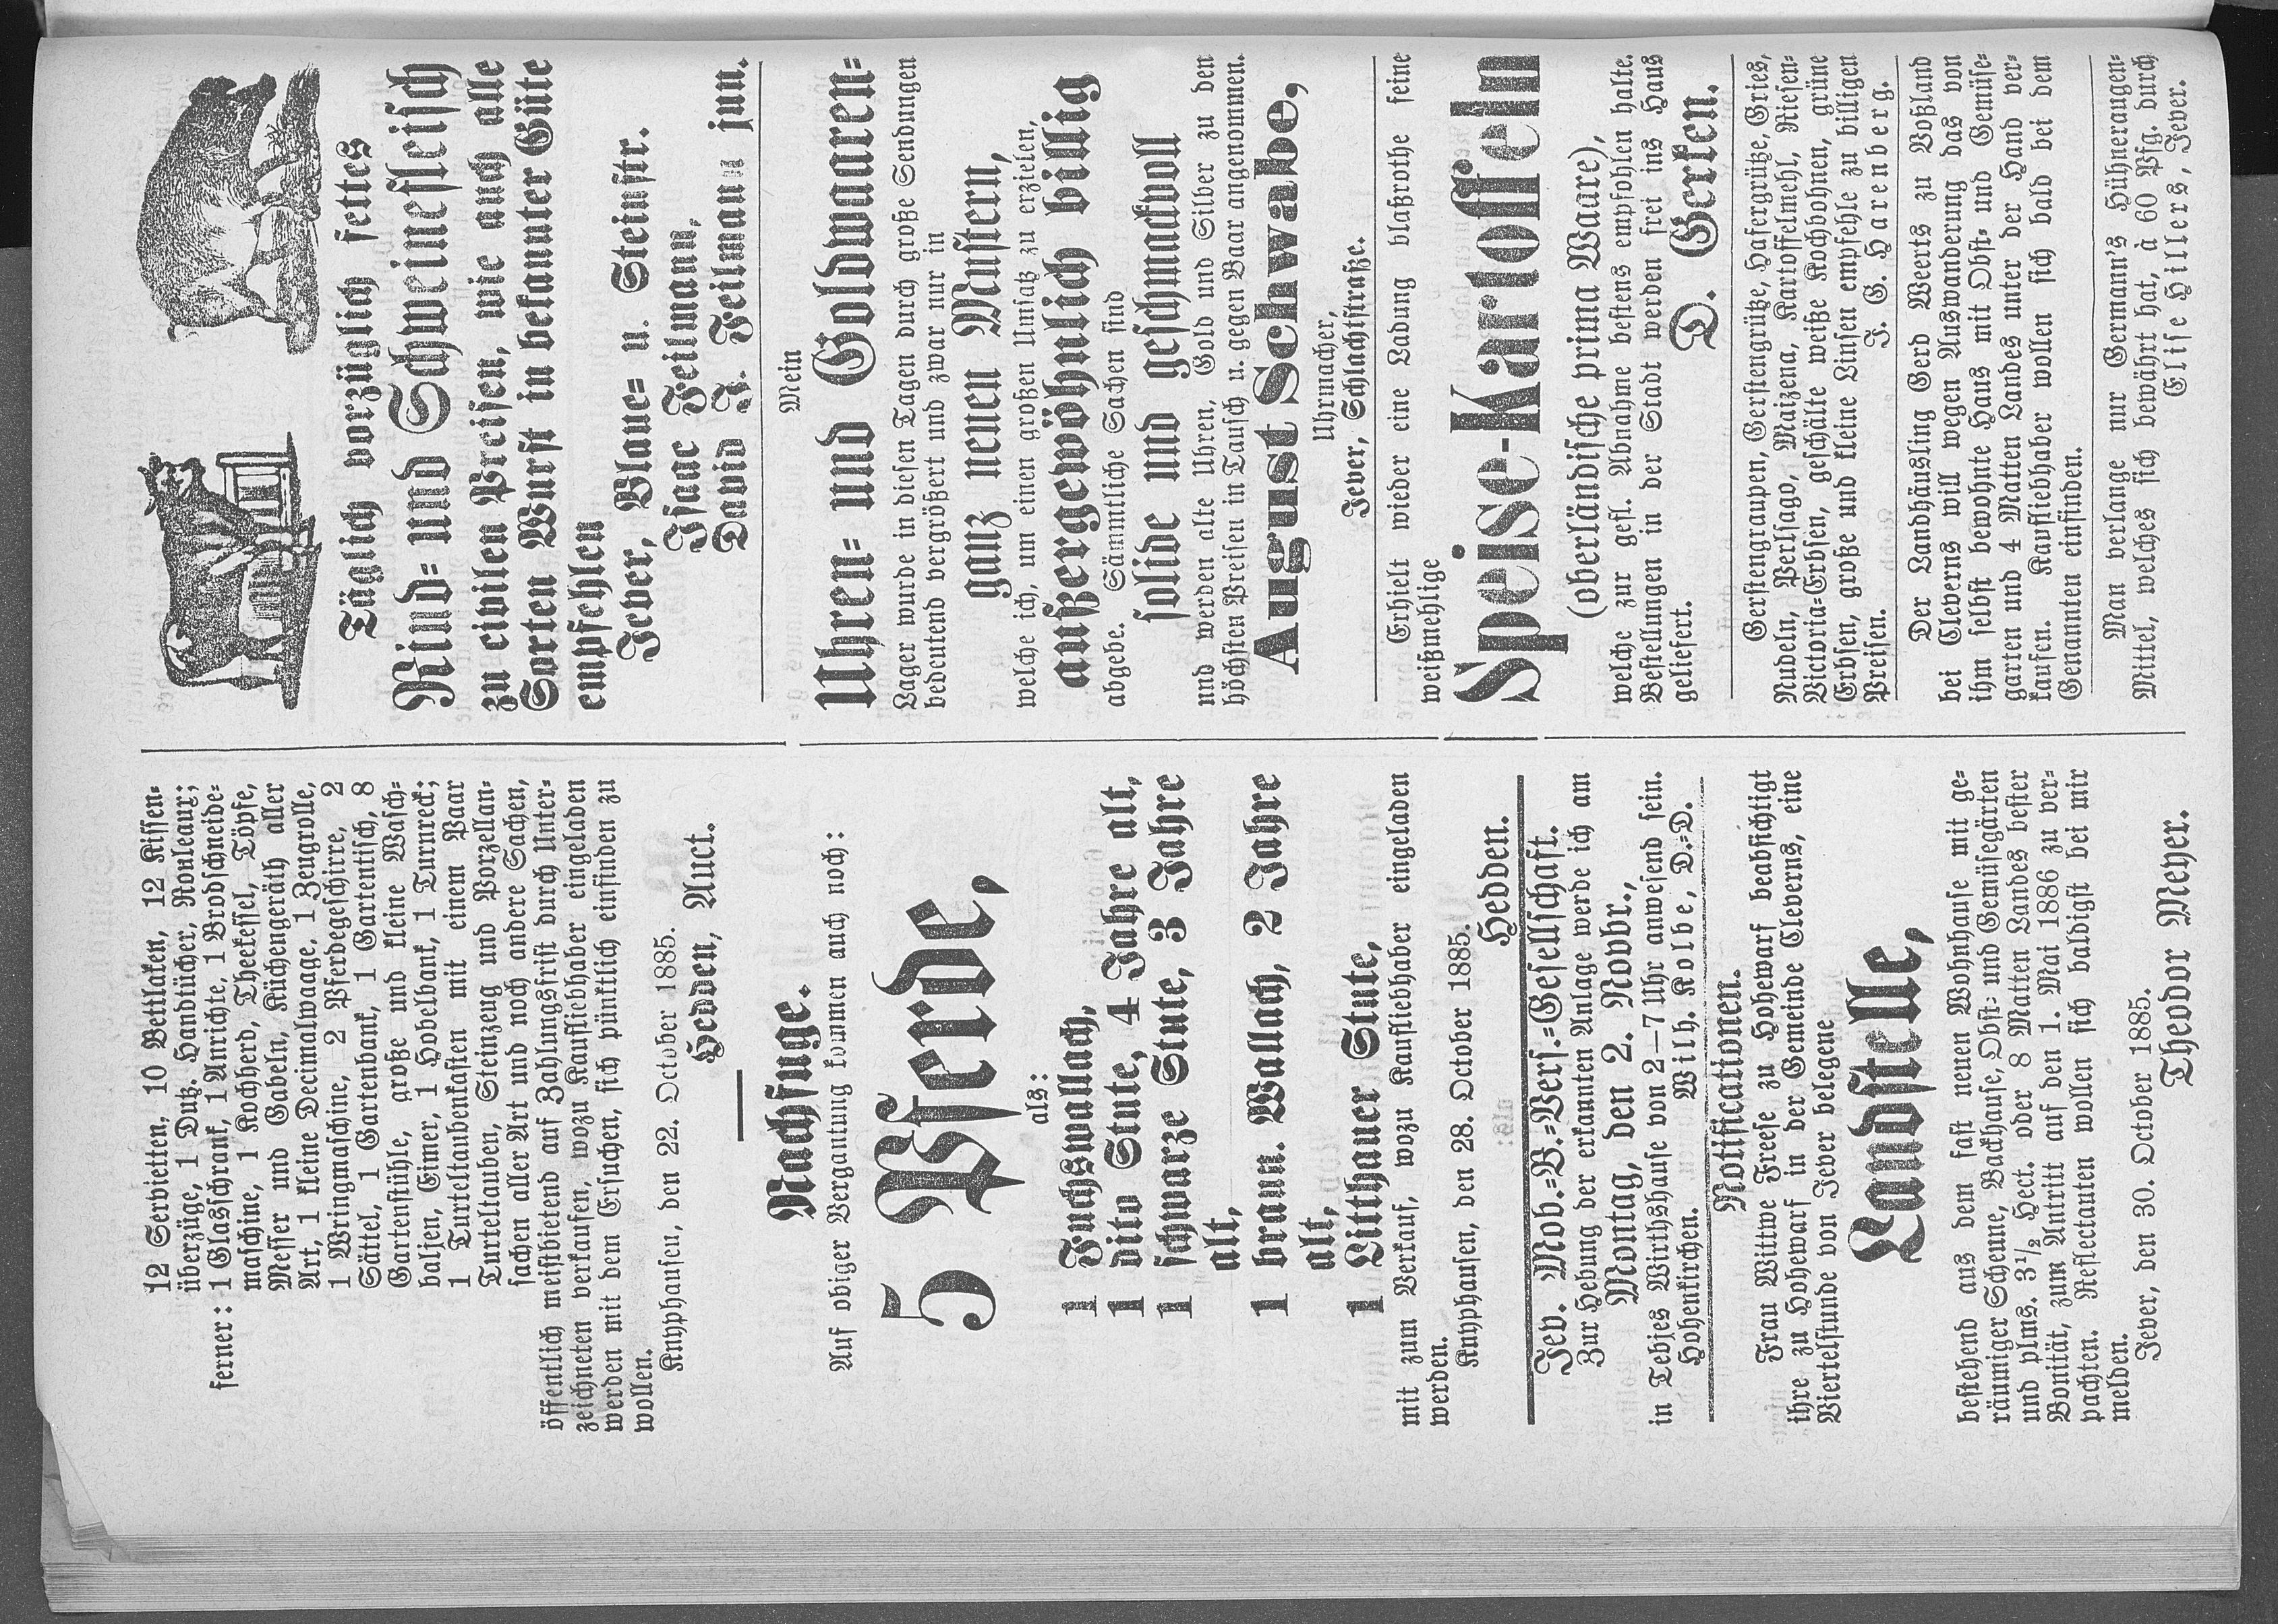 12 Servietten, 10 Bettlaken, 12 Kissen-
überzüge, 1 Dutz. Handtücher, Rouleaux;
ferner: 1 Glasschrank, 1 Anrichte, 1 Brodschneide-
maschine, 1 Kochherd, Theekessel, Töpfe,
Messer und Gabeln, Küchengeräth aller
Art, 1 kleine Decimalwaage, 1 Zeugrolle,
1 Wringmaschine, 2 Pferdegeschirre, 2
Sättel, 1 Gartenbank, 1 Gartentisch, 8
Gartenstühle, große und kleine Wasch-
baljen, Eimer, 1 Hobelbank, 1 Turnreck;
1 Turteltaubenkasten mit einem Paar
Turteltauben, Steinzeug und Porzellan-
sachen aller Art und noch andere Sachen,
öffentlich meistbietend auf Zahlungsfrist durch Unter-
zeichneten verkaufen, wozu Kaufliebhaber eingeladen
werden mit dem Ersuchen, sich pünktlich einfinden zu
wollen.
Knyphausen, den 22. October 1885.
Hedden, Auct.
Nachfuge.
Auf obiger Vergantung kommen auch noch:
5 Pferde,
als:
1 Fuchswallach,
1 dito Stute, 4 Jahre alt,
1 schwarze Stute, 3 Jahre
alt,
1 braun. Wallach, 2 Jahre
alt,
1 Litthauer Stute,
mit zum Verkauf, wozu Kaufliebhaber eingeladen
werden.
Knyphausen, den 28. October 1885.
Hedden.
Jev. Mob.=B.=Vers.=Gesellschaft.
Zur Hebung der erkannten Anlage werde ich am
Montag, den 2. Novbr.,
in Tebjes Wirthshause von 2—7 Uhr anwesend sein.
Hohenkirchen. Wilh. Kolbe, D.=D.
Notificationen.
Frau Wittwe Freese zu Hohewarf beabsichtigt
ihre zu Hohewarf in der Gemeinde Cleverns, eine
Viertelstunde von Jever belegene
Landstelle,
bestehend aus dem fast neuen Wohnhause mit ge-
räumiger Scheune, Backhause, Obst- und Gemüsegärten
und plms. 3½ Hect. oder 8 Matten Landes bester
Bonität, zum Antritt auf den 1. Mai 1886 zu ver-
pachten. Reflectanten wollen sich baldigst bei mir
melden.
Jever, den 30. October 1885.
Theodor Meyer.
Täglich vorzüglich fettes
Rind= und Schweinefleisch
zu civilen Preisen, wie auch alle
Sorten Wurst in bekannter Güte
empfehlen
Jever, Blaue= u. Steinstr.
Isaac Feilmann,
David J. Feilmann jun.
Mein
Uhren= und Goldwaaren=
Lager wurde in diesen Tagen durch große Sendungen
bedeutend vergrößert und zwar nur in
ganz neuen Mustern,
welche ich, um einen großen Umsatz zu erzielen,
außergewöhnlich billig
abgebe. Sämmtliche Sachen sind
solide und geschmackvoll
und werden alte Uhren, Gold und Silber zu den
höchsten Preisen in Tausch u. gegen Baar angenommen.
August Schwabe,
Uhrmacher,
Jever, Schlachtstraße.
Erhielt wieder eine Ladung blaßrothe feine
weißmehlige
Speise-Kartoffeln
(oberländische prima Waare),
welche zur gefl. Abnahme bestens empfohlen halte.
Bestellungen in der Stadt werden frei ins Haus
geliefert.
D. Gerken.
Gerstengraupen, Gerstengrütze, Hafergrütze, Gries,
Nudeln, Perlsago, Maizena, Kartoffelmehl, Riesen-
Victoria=Erbsen, geschälte weiße Kochbohnen, grüne
Erbsen, große und kleine Linsen empfehle zu billigen
Preisen. J. G. Harenberg.
Der Landhäusling Gerd Weerts zu Voßland
bei Cleverns will wegen Auswanderung das von
ihm selbst bewohnte Haus mit Obst- und Gemüse-
garten und 4 Matten Landes unter der Hand ver-
kaufen. Kaufliebhaber wollen sich bald bei dem
Genannten einfinden.
Man verlange nur Germann's Hühneraugen-
Mittel, welches sich bewährt hat, à 60 Pfg. durch
Elise Hillers, Jever.